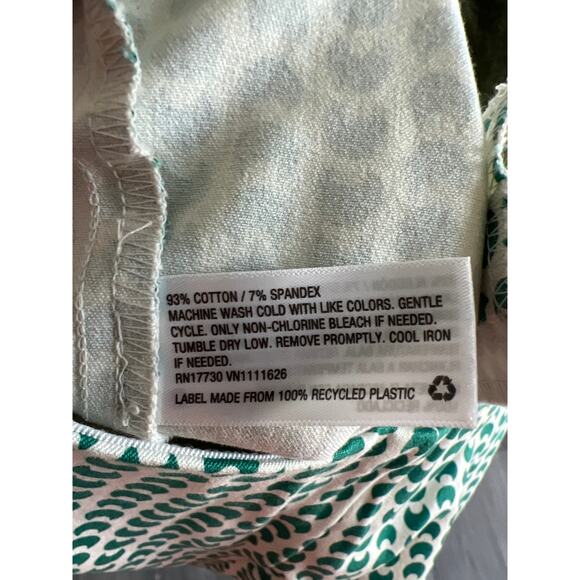 93% COTTON / 7% SPANDEX
MACHINE WASH COLD WITH LIKE COLORS. GENTLE
CYCLE. ONLY NON-CHLORINE BLEACH IF NEEDED.
TUMBLE DRY LOW. REMOVE PROMPTLY. COOL IRON
IF NEEDED.
RN17730 VN1111626
LABEL MADE FROM 100% RECYCLED PLASTIC